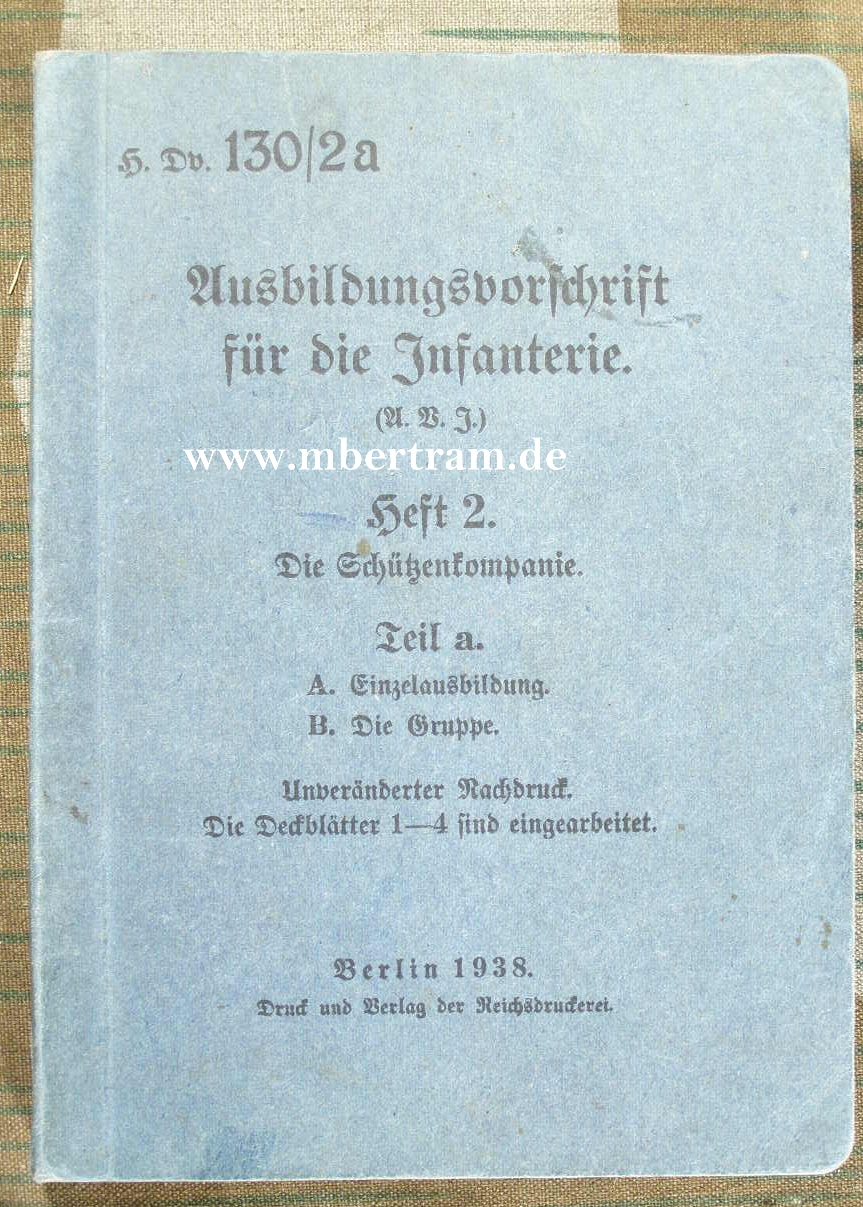 H. Dv. 130/2a
Ausbildungsvorschrift
für die Infanterie.
(A. V. I.)
www.mbertram.de
Heft 2.
Die Schützenkompanie.
Teil a.
A. Einzelausbildung.
B. Die Gruppe.
Unveränderter Nachdruck.
Die Deckblätter 1—4 sind eingearbeitet.
Berlin 1938.
Druck und Verlag der Reichsdruckerei.